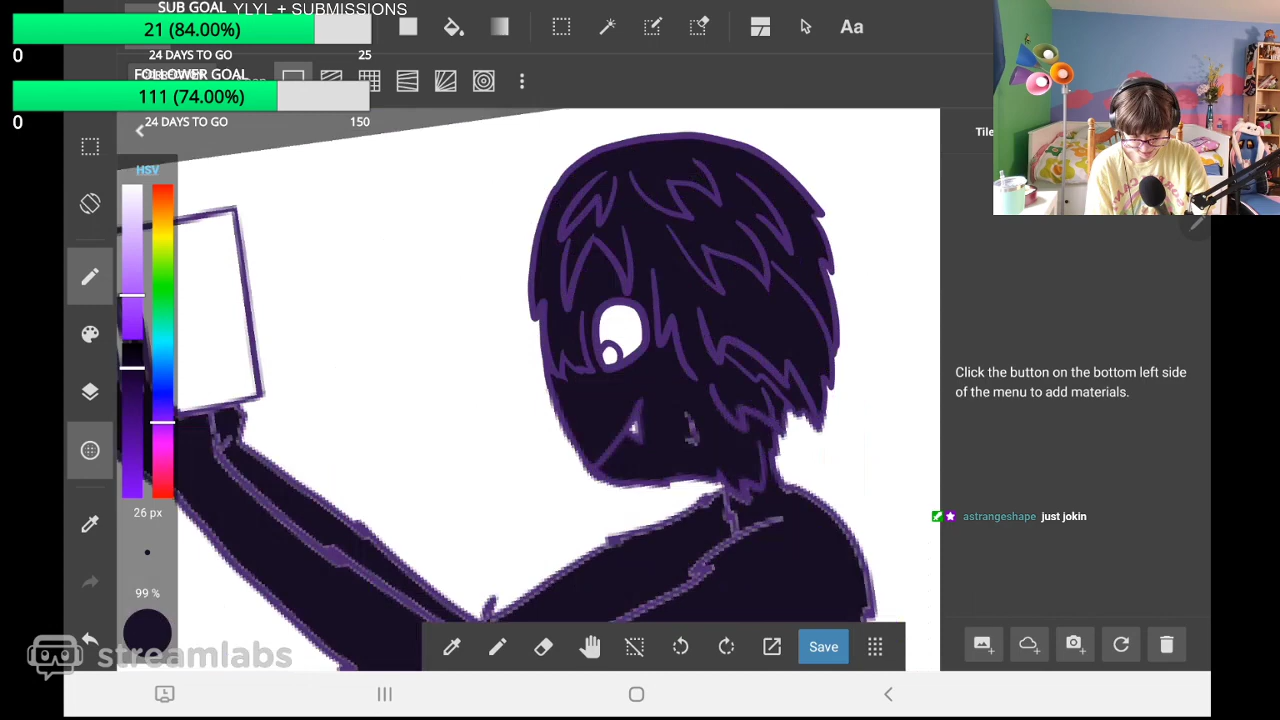 SUB GOAL
YLYL + SUBMISSIONS
21 (84.00%)
24 DAYS TO GO
0
25
FOLLOWER GOAL
111 (74.00%)
24 DAYS TO GO
0
150
Aa
HSV
26 px
99 %
Tile
Click the button on the bottom left side
of the menu to add materials.
astrangeshape just jokin
Save
streamlabs